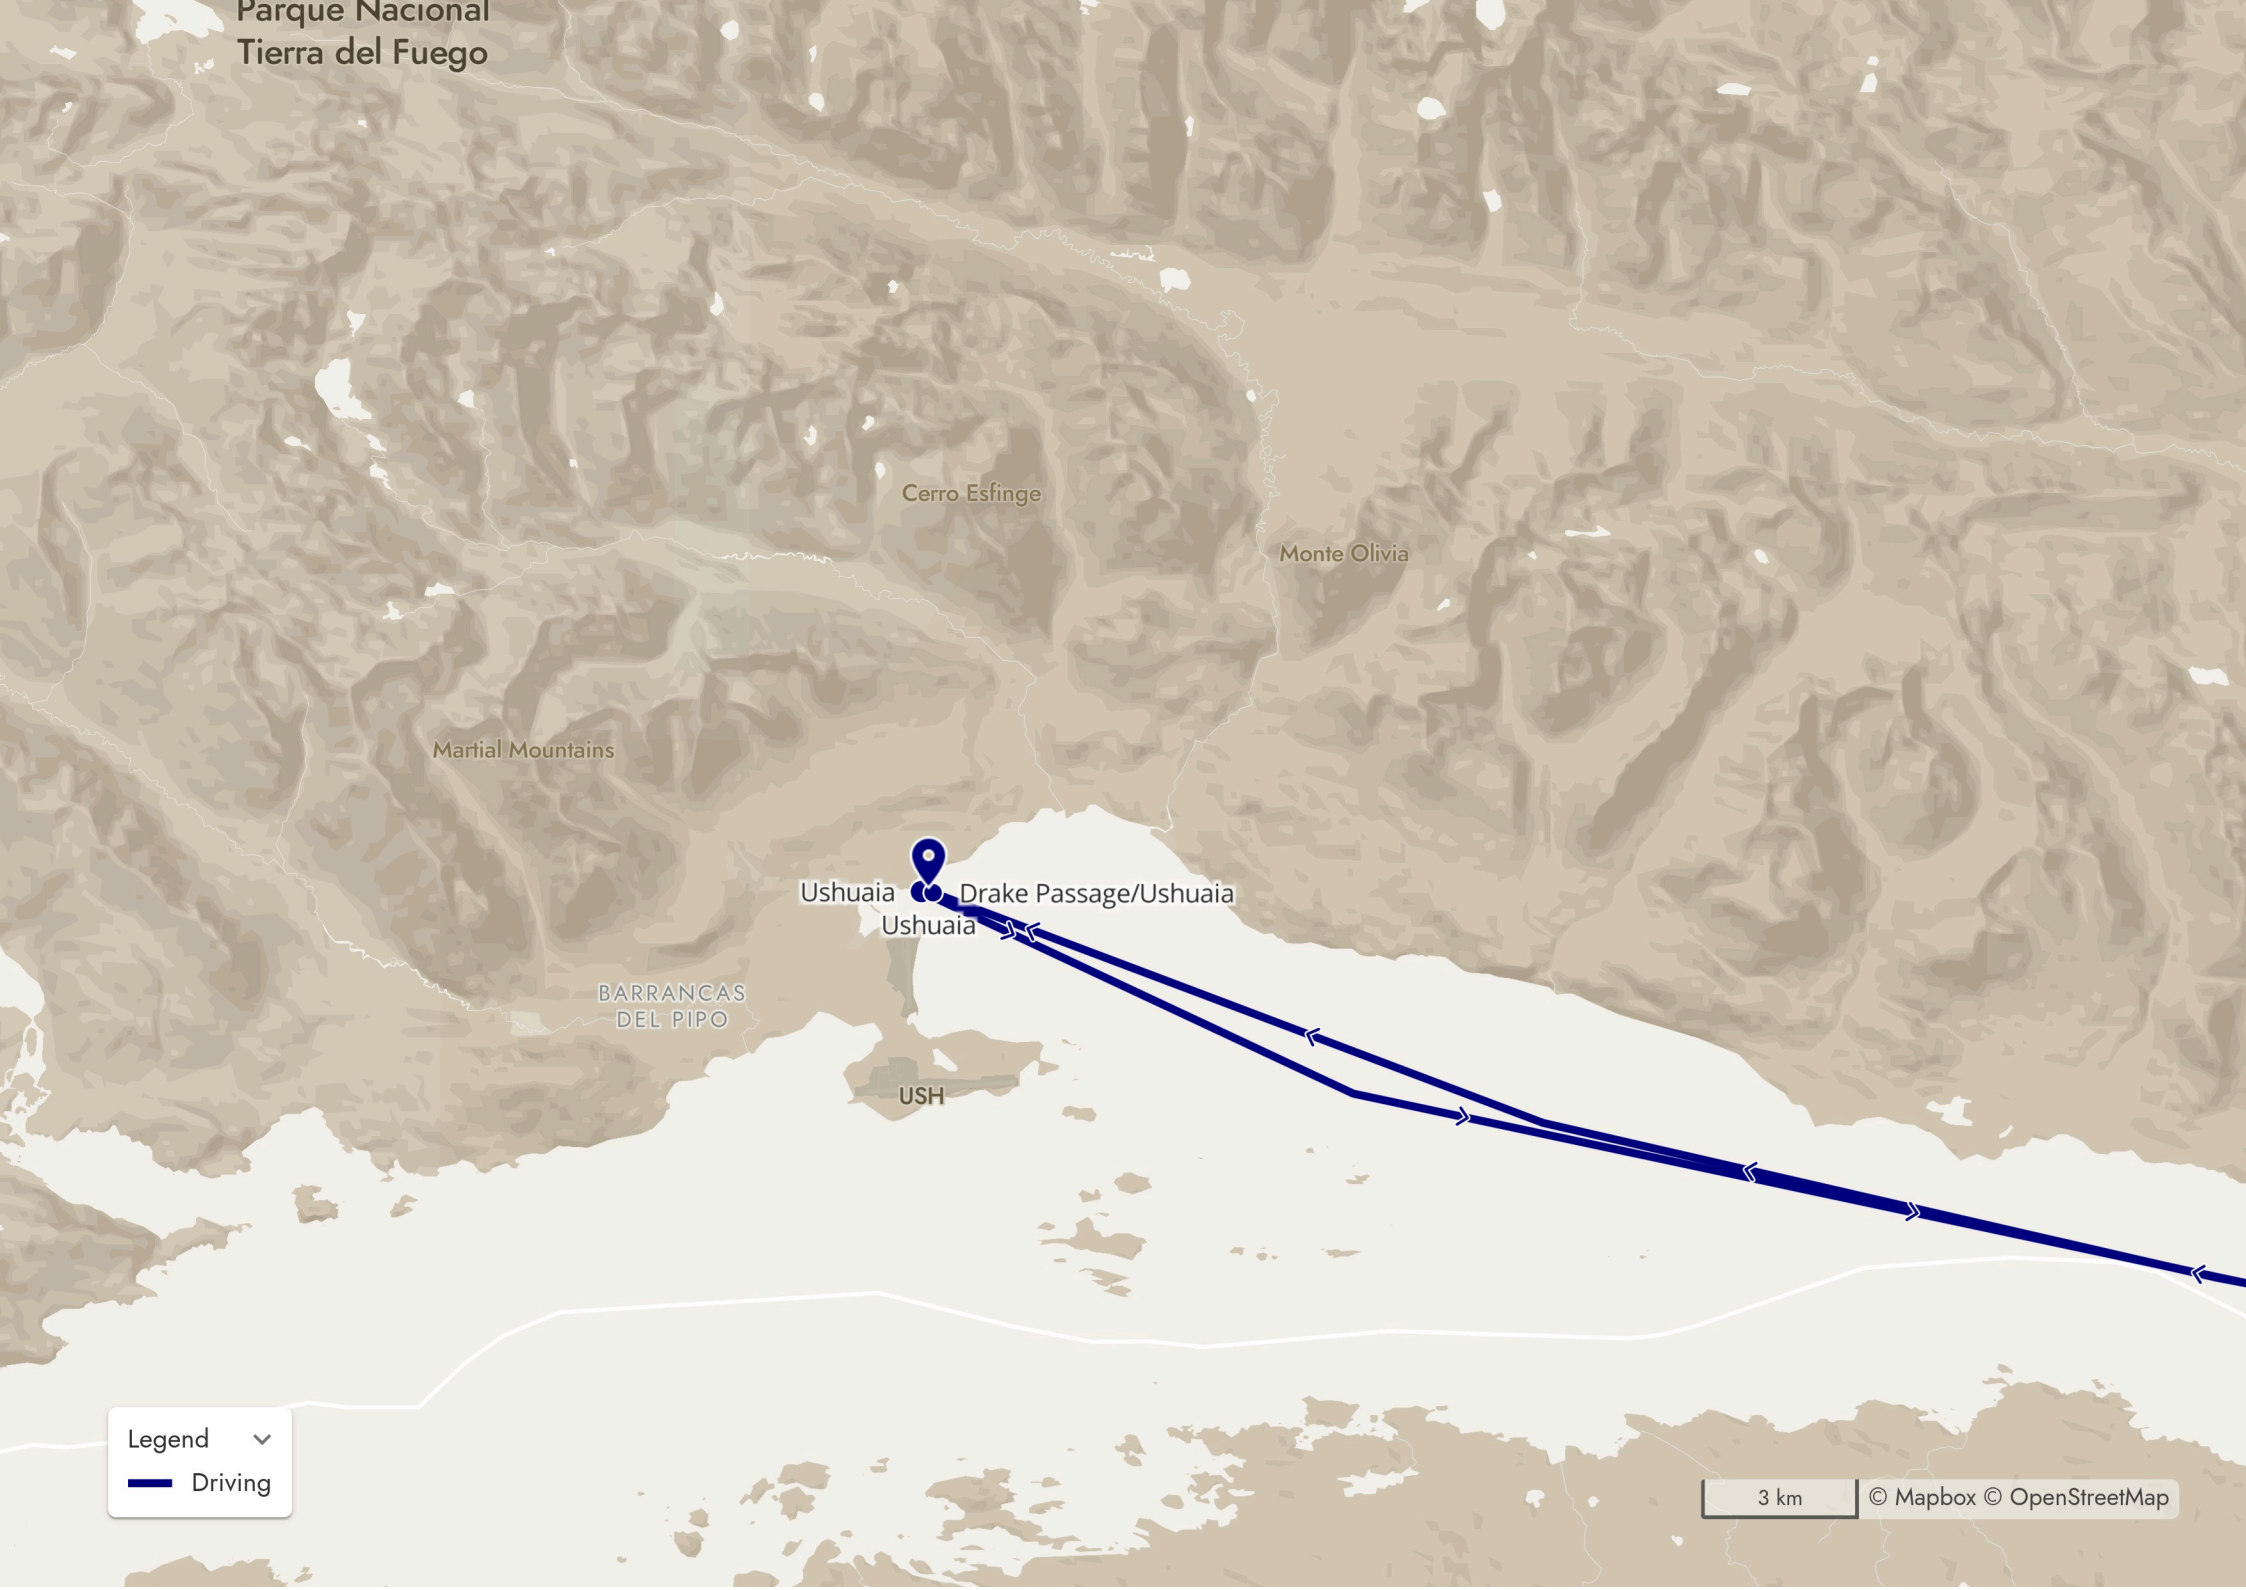 Parque Nacional
Tierra del Fuego
Cerro Esfinge
Monte Olivia
Martial Mountains
Ushuaia
Drake Passage/Ushuaia
Ushuaia
BARRANCAS
DEL PIPO
USH
Legend
Driving
3 km
© Mapbox © OpenStreetMap